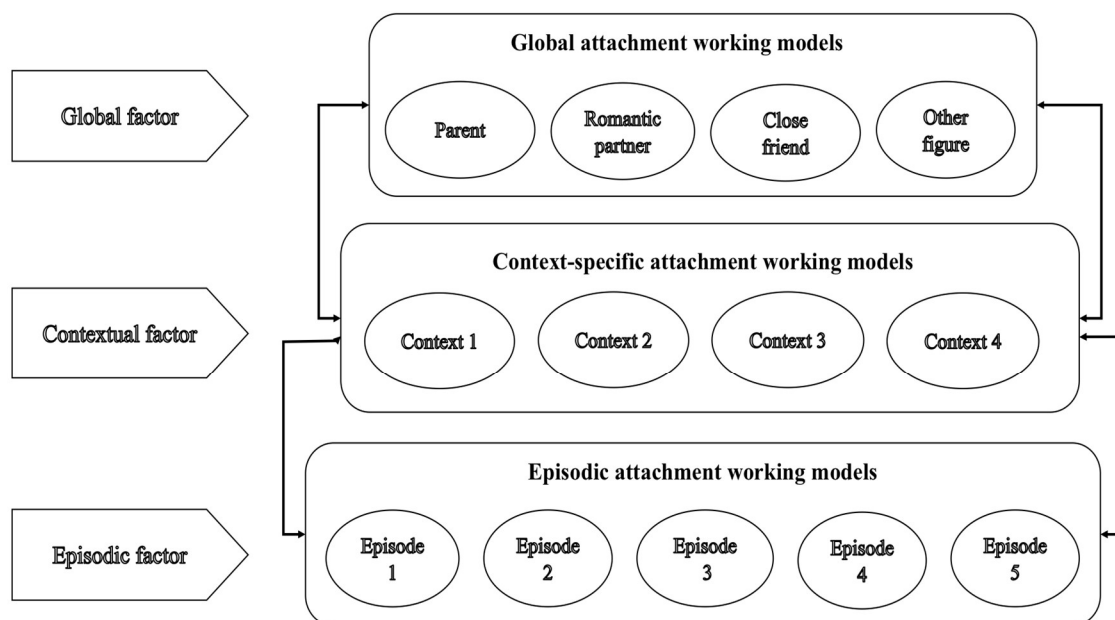 Global attachment working models
Global factor
Parent
Romantic
partner
Close
friend
Other
figure
Context-specific attachment working models
Contextual factor
Context 1
Context 2
Context 3
Context 4
Episodic attachment working models
Episodic factor
Episode
1
Episode
2
Episode
3
Episode
4
Episode
5